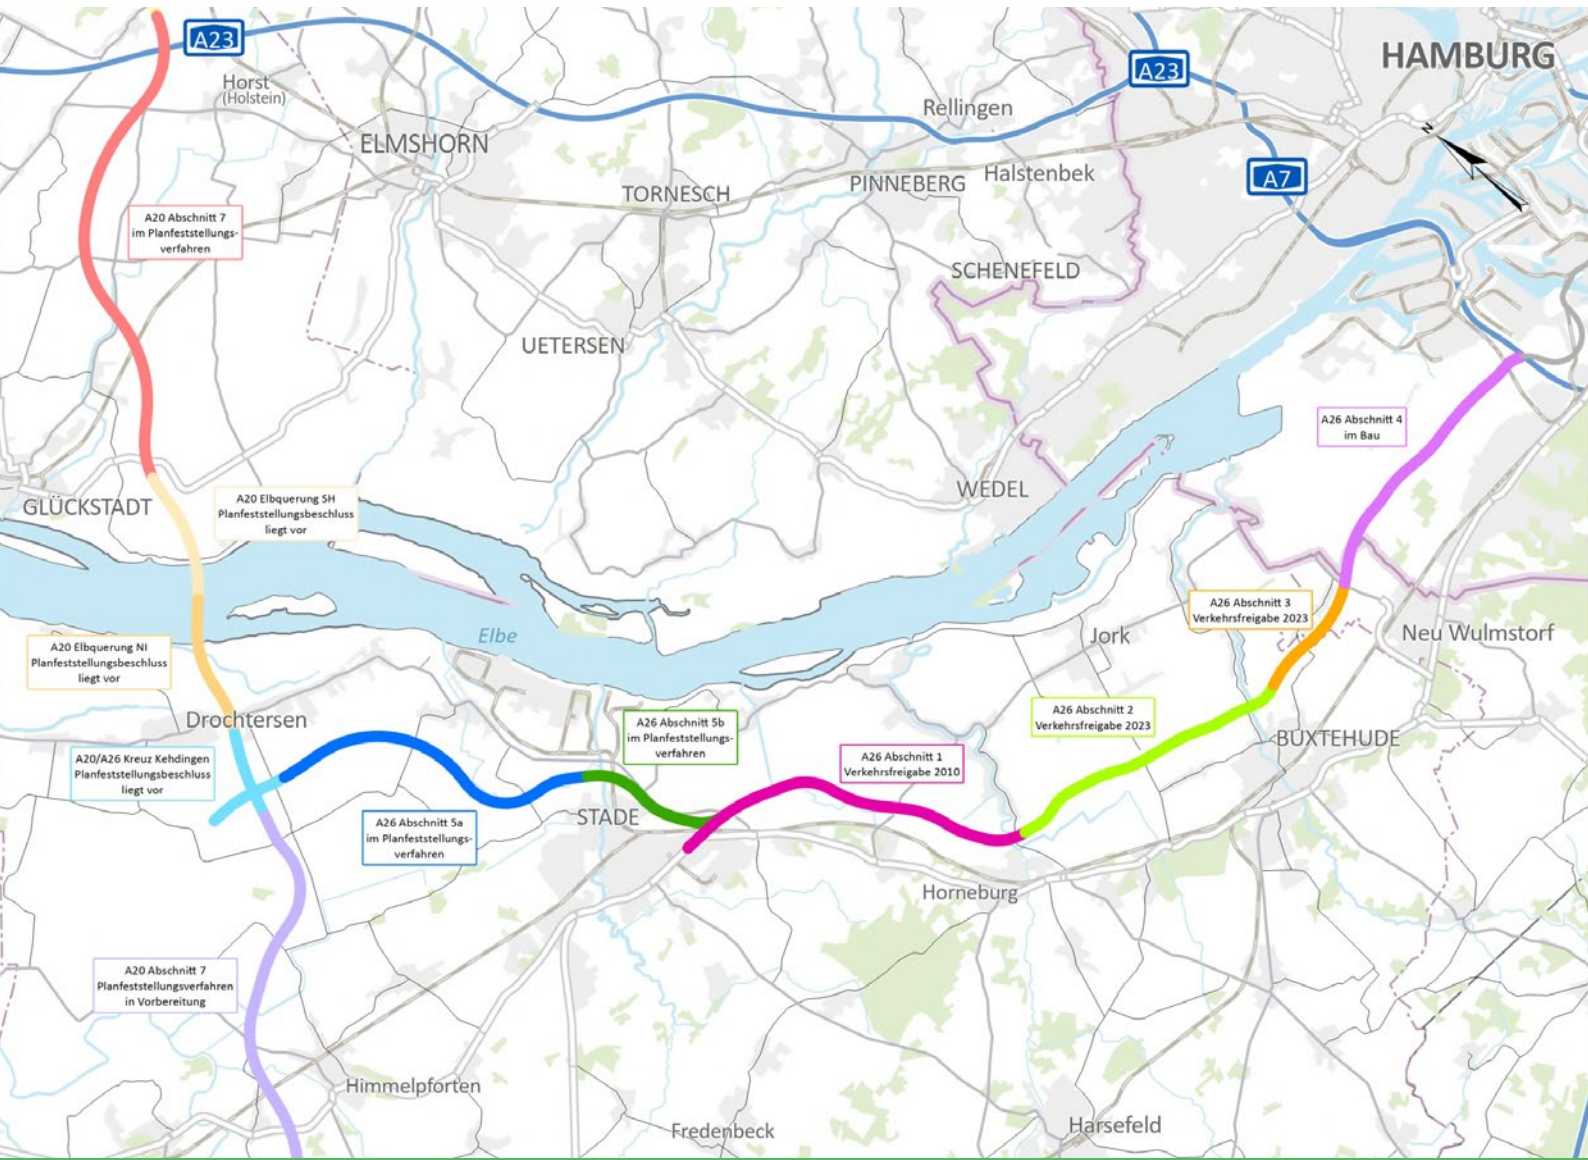 A23
HAMBURG
A23
Horst
(Holstein)
Rellingen
N
ELMSHORN
Halstenbek
A7
PINNEBERG
TORNESCH
A20 Abschnitt 7
im Planfeststellungs-
verfahren
SCHENEFELD
UETERSEN
A26 Abschnitt 4
im Bau
WEDEL
GLÜCKSTADT
A20 Elbquerung SH
Planfeststellungsbeschluss
liegt vor
A26 Abschnitt 3
Verkehrsfreigabe 2023
Elbe
Jork
Neu Wulmstorf
A20 Elbquerung NI
Planfeststellungsbeschluss
liegt vor
Drochtersen
A26 Abschnitt 5b
im Planfeststellungs-
verfahren
A26 Abschnitt 2
Verkehrsfreigabe 2023
BUXTEHUDE
A20/A26 Kreuz Kehdingen
Planfeststellungsbeschluss
liegt vor
A26 Abschnitt 1
Verkehrsfreigabe 2010
STADE
A26 Abschnitt 5a
im Planfeststellungs-
verfahren
Horneburg
A20 Abschnitt 7
Planfeststellungsverfahren
in Vorbereitung
Himmelpforten
Fredenbeck
Harsefeld